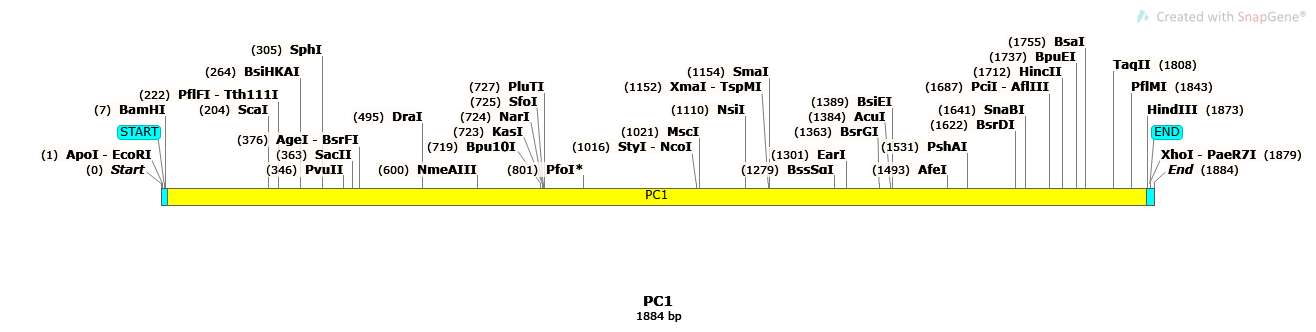 Created with SnapGene®
(1755) BsaI
(305) SphI
(1737) BpuEI
TaqII (1808)
(264) BsiHKAI
(1154) SmaI
(1712) HincII
(727) PluTI
(1152) XmaI - TspMI
(1687) PciI - AflIII
PflMI (1843)
(222) PflFI - Tth111I
(725) SfoI
(1389) BsiEI
(7) BamHI
(204) ScaI
(495) DraI
(724) NarI
(1110) NsiI
(1384) AcuI
(1641) SnaBI
HindIII (1873)
START
(723) KasI
(1021) MscI
(1363) BsrGI
(1622) BsrDI
END
(376) AgeI - BsrFI
(719) Bpu10I
(1016) StyI - NcoI
(1531) PshAI
(1) ApoI - EcoRI
(363) SacII
(1301) EarI
XhoI - PaeR7I (1879)
(0) Start
(346) PvuII
(600) NmeAIII
(801) PfoI*
(1279) BssSαI
(1493) AfeI
End (1884)
PC1
PC1
1884 bp